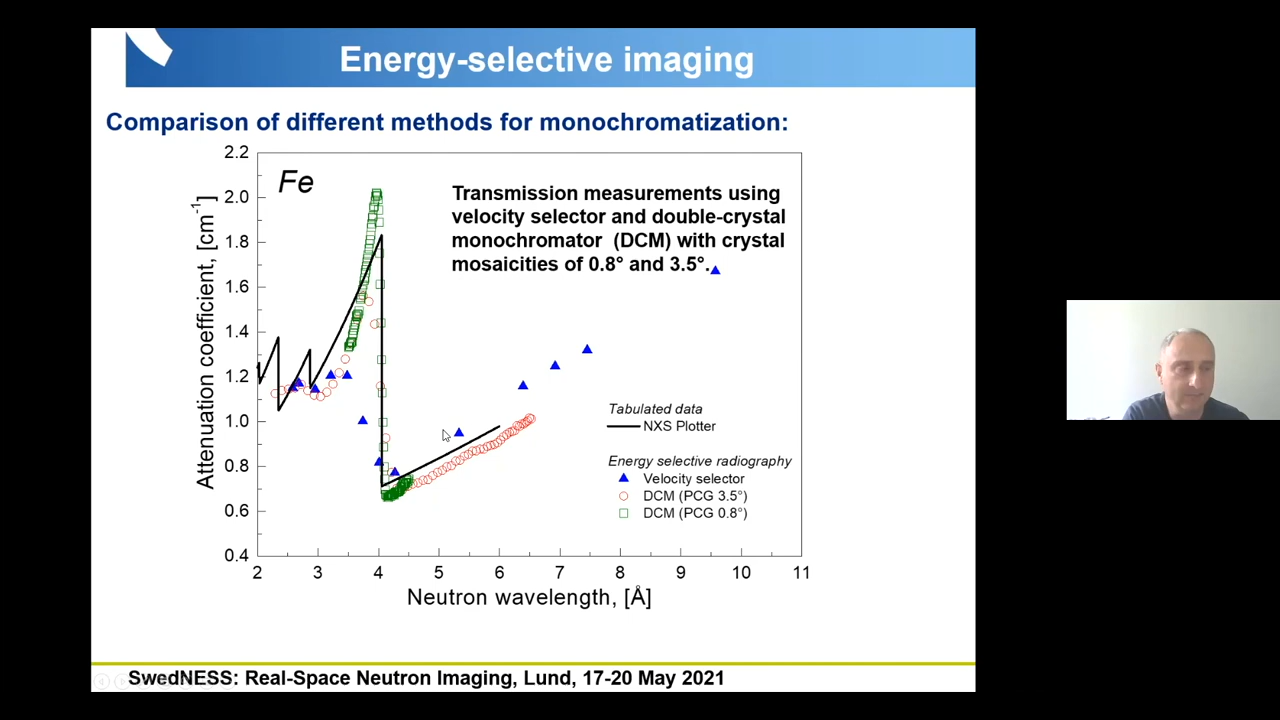 Energy-selective imaging
Comparison of different methods for monochromatization:
2.2
2.0
1.8
1.6
1.4
1.2
1.0
0.8
0.6
0.4
Attenuation coefficient, [cm⁻¹]
Fe
Transmission measurements using
velocity selector and double-crystal
monochromator (DCM) with crystal
mosaicities of 0.8° and 3.5°.
Tabulated data
NXS Plotter
Energy selective radiography
Velocity selector
DCM (PCG 3.5°)
DCM (PCG 0.8°)
2 3 4 5 6 7 8 9 10 11
Neutron wavelength, [Å]
SwedNESS: Real-Space Neutron Imaging, Lund, 17-20 May 2021